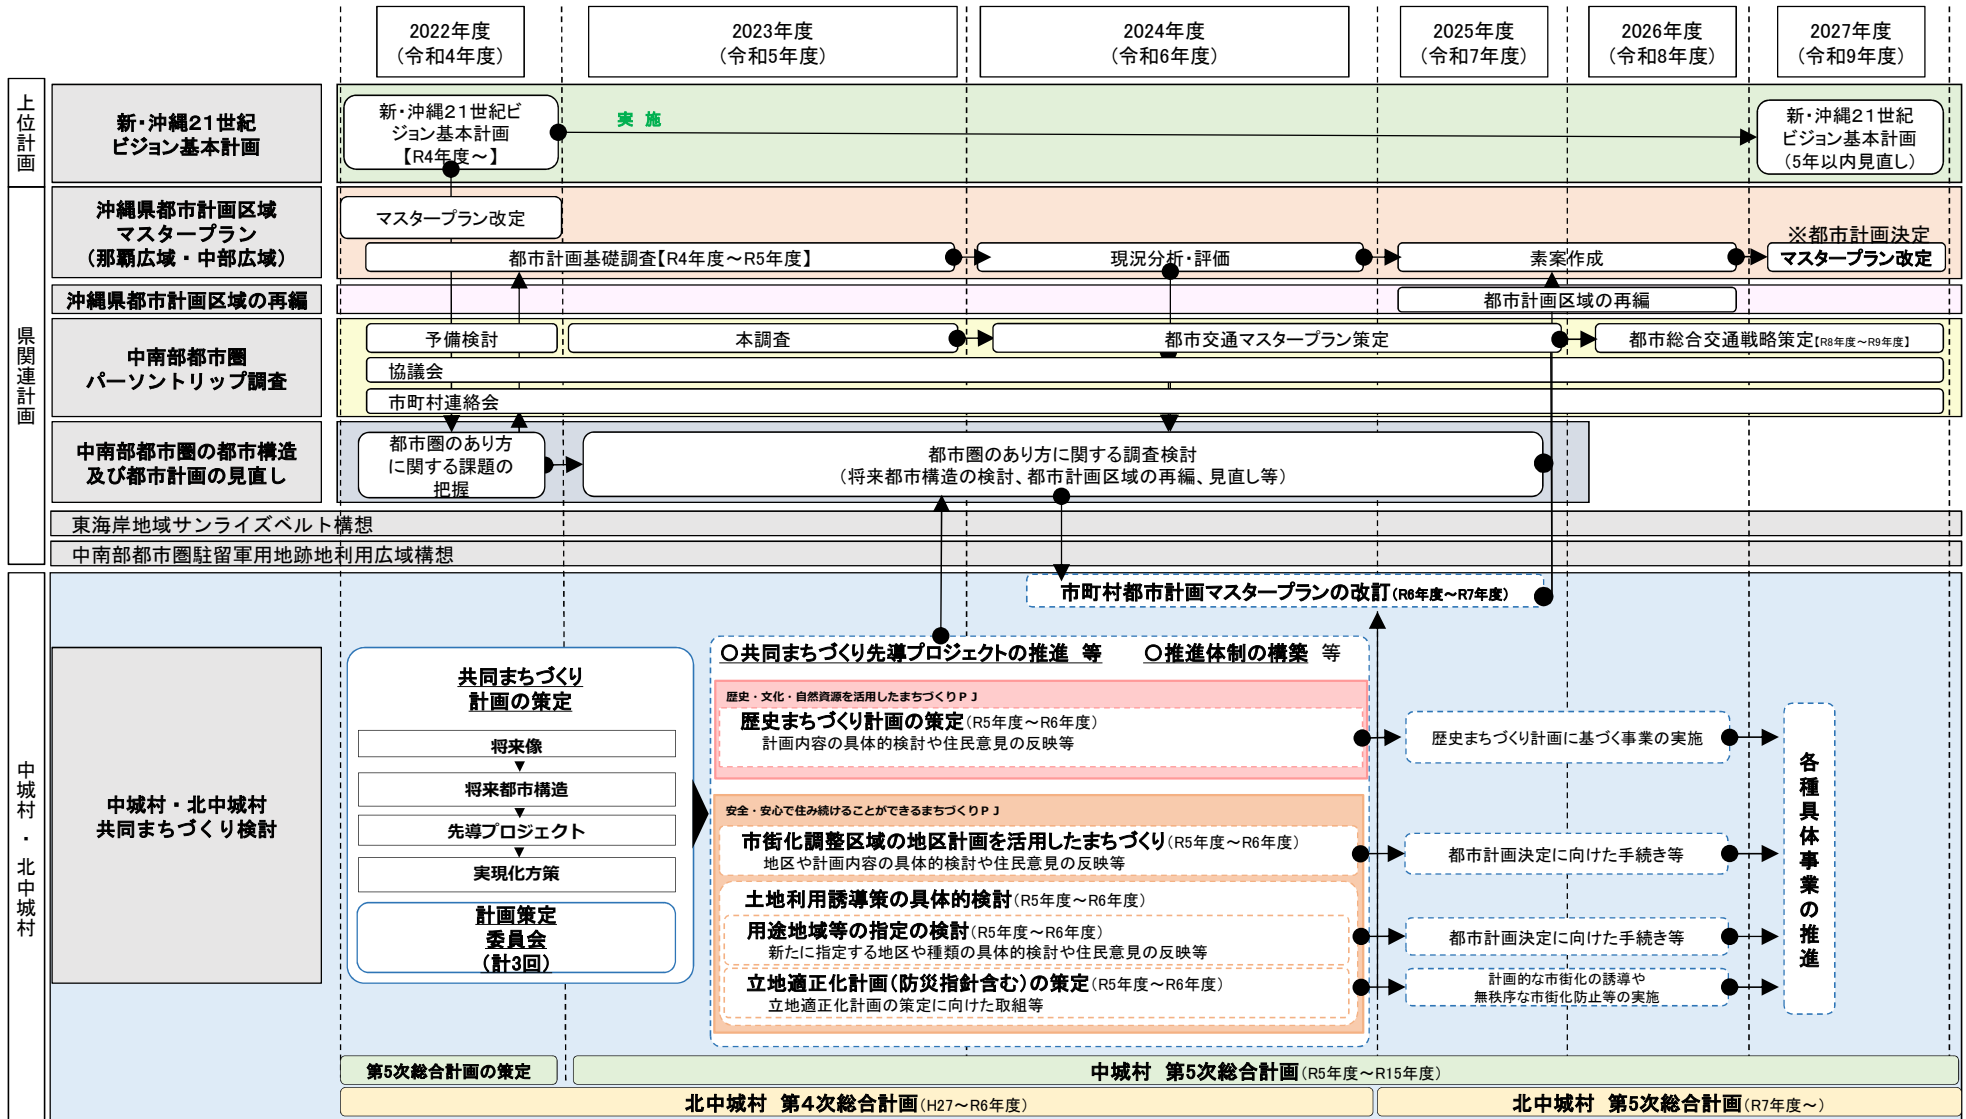 2022年度
（令和4年度）
2023年度
（令和5年度）
2024年度
（令和6年度）
2025年度
（令和7年度）
2026年度
（令和8年度）
2027年度
（令和9年度）
上位計画
新・沖縄２１世紀
ビジョン基本計画
新・沖縄２１世紀ビ
ジョン基本計画
【R4年度～】
実　施
新・沖縄２１世紀
ビジョン基本計画
（5年以内見直し）
県関連計画
沖縄県都市計画区域
マスタープラン
（那覇広域・中部広域）
マスタープラン改定
都市計画基礎調査【R4年度～R5年度】
現況分析・評価
素案作成
※都市計画決定
マスタープラン改定
沖縄県都市計画区域の再編
都市計画区域の再編
中南部都市圏
パーソントリップ調査
予備検討
本調査
都市交通マスタープラン策定
都市総合交通戦略策定【R8年度～R9年度】
協議会
市町村連絡会
中南部都市圏の都市構造
及び都市計画の見直し
都市圏のあり方
に関する課題の
把握
都市圏のあり方に関する調査検討
（将来都市構造の検討、都市計画区域の再編、見直し等）
東海岸地域サンライズベルト構想
中南部都市圏駐留軍用地跡地利用広域構想
中城村・北中城村
市町村都市計画マスタープランの改訂（R6年度～R7年度）
中城村・北中城村
共同まちづくり検討
共同まちづくり
計画の策定
将来像
将来都市構造
先導プロジェクト
実現化方策
計画策定
委員会
（計3回）
〇共同まちづくり先導プロジェクトの推進　等　　〇推進体制の構築　等
歴史・文化・自然資源を活用したまちづくりＰＪ
歴史まちづくり計画の策定（R5年度～R6年度）
計画内容の具体的検討や住民意見の反映等
歴史まちづくり計画に基づく事業の実施
安全・安心で住み続けることができるまちづくりＰＪ
市街化調整区域の地区計画を活用したまちづくり（R5年度～R6年度）
地区や計画内容の具体的検討や住民意見の反映等
都市計画決定に向けた手続き等
土地利用誘導策の具体的検討（R5年度～R6年度）
用途地域等の指定の検討（R5年度～R6年度）
新たに指定する地区や種類の具体的検討や住民意見の反映等
都市計画決定に向けた手続き等
立地適正化計画（防災指針含む）の策定（R5年度～R6年度）
立地適正化計画の策定に向けた取組等
計画的な市街化の誘導や
無秩序な市街化防止等の実施
各種具体事業の推進
第5次総合計画の策定
中城村　第５次総合計画（R5年度～R15年度）
北中城村　第４次総合計画（H27～R6年度）
北中城村　第５次総合計画（R7年度～）